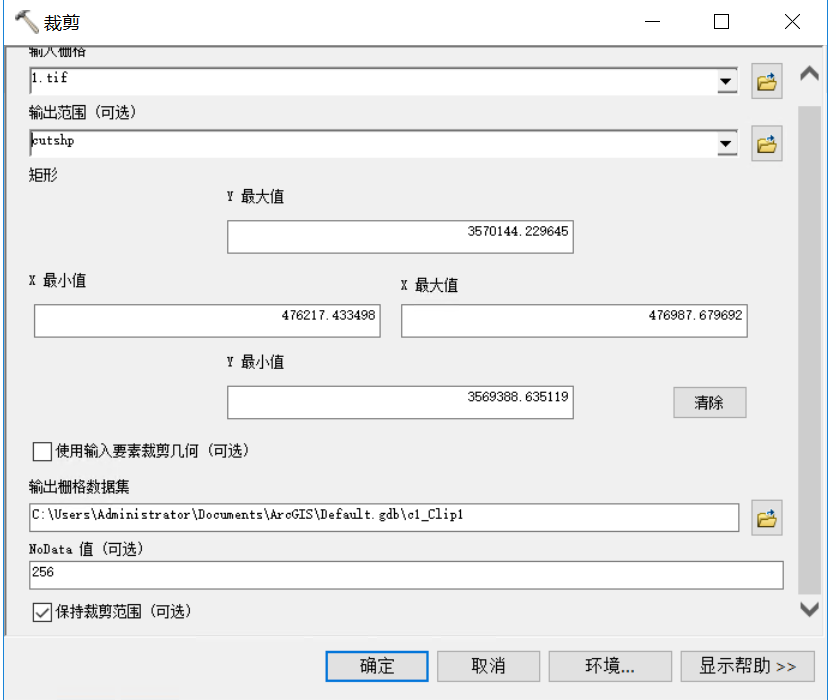 裁剪
输入栅格
1.tif
输出范围 (可选)
cutshp
矩形
Y 最大值
3570144.229645
X 最小值
X 最大值
476217.433498
476987.679692
Y 最小值
3569388.635119
清除
使用输入要素裁剪几何 (可选)
输出栅格数据集
C:\Users\Administrator\Documents\ArcGIS\Default.gdb\c1_Clip1
NoData 值 (可选)
256
保持裁剪范围 (可选)
确定
取消
环境...
显示帮助 >>